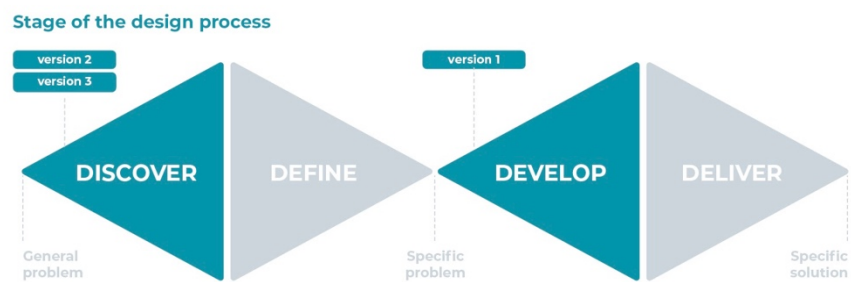 Stage of the design process
version 2
version 3
version 1
DISCOVER
DEFINE
DEVELOP
DELIVER
General
problem
Specific
problem
Specific
solution